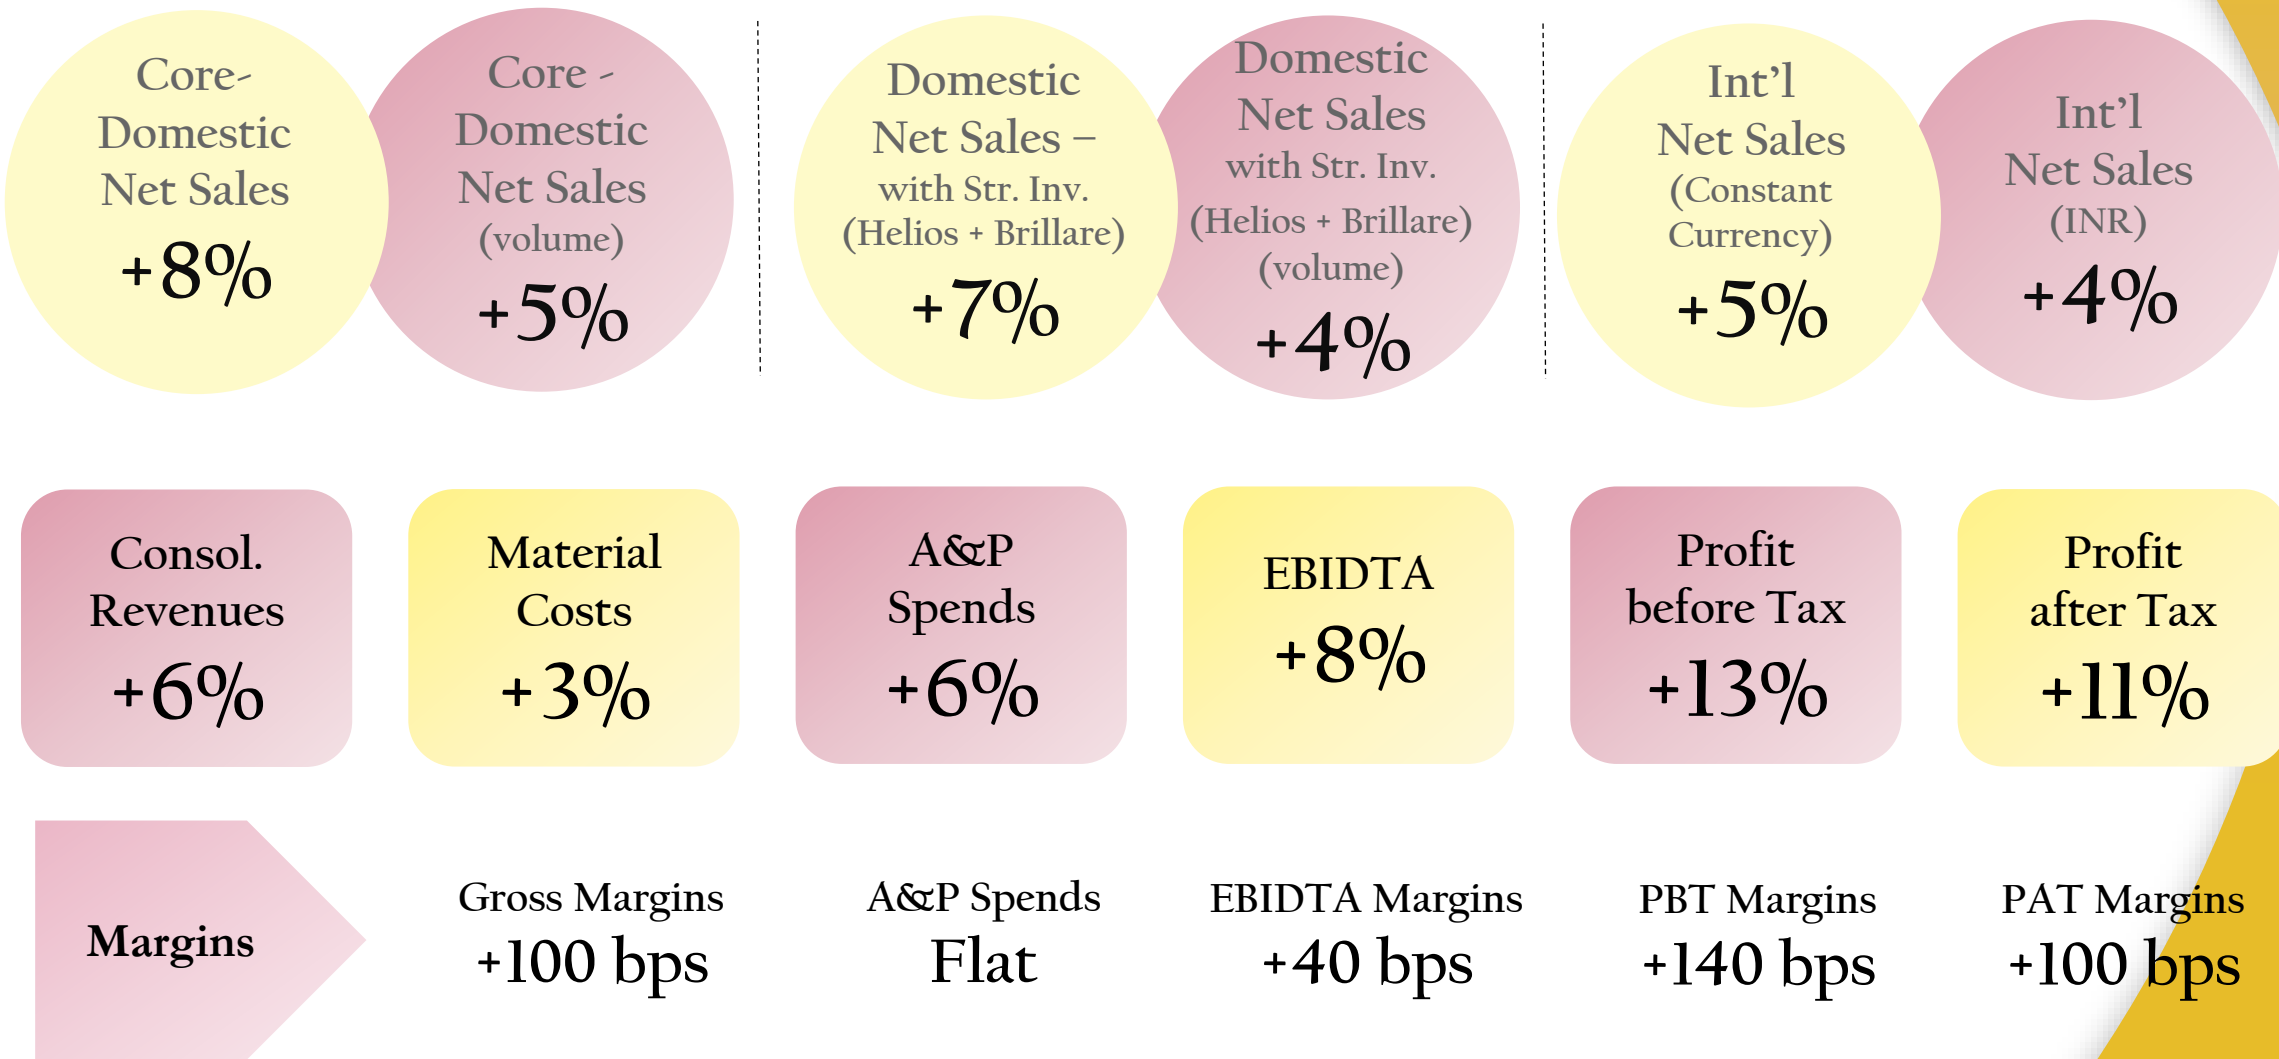 Core-
Domestic
Net Sales
+8%
Core -
Domestic
Net Sales
(volume)
+5%
Domestic
Net Sales –
with Str. Inv.
(Helios + Brillare)
+7%
Domestic
Net Sales
with Str. Inv.
(Helios + Brillare)
(volume)
+4%
Int’l
Net Sales
(Constant
Currency)
+5%
Int’l
Net Sales
(INR)
+4%
Consol.
Revenues
+6%
Material
Costs
+3%
A&P
Spends
+6%
EBIDTA
+8%
Profit
before Tax
+13%
Profit
after Tax
+11%
Margins
Gross Margins
+100 bps
A&P Spends
Flat
EBIDTA Margins
+40 bps
PBT Margins
+140 bps
PAT Margins
+100 bps